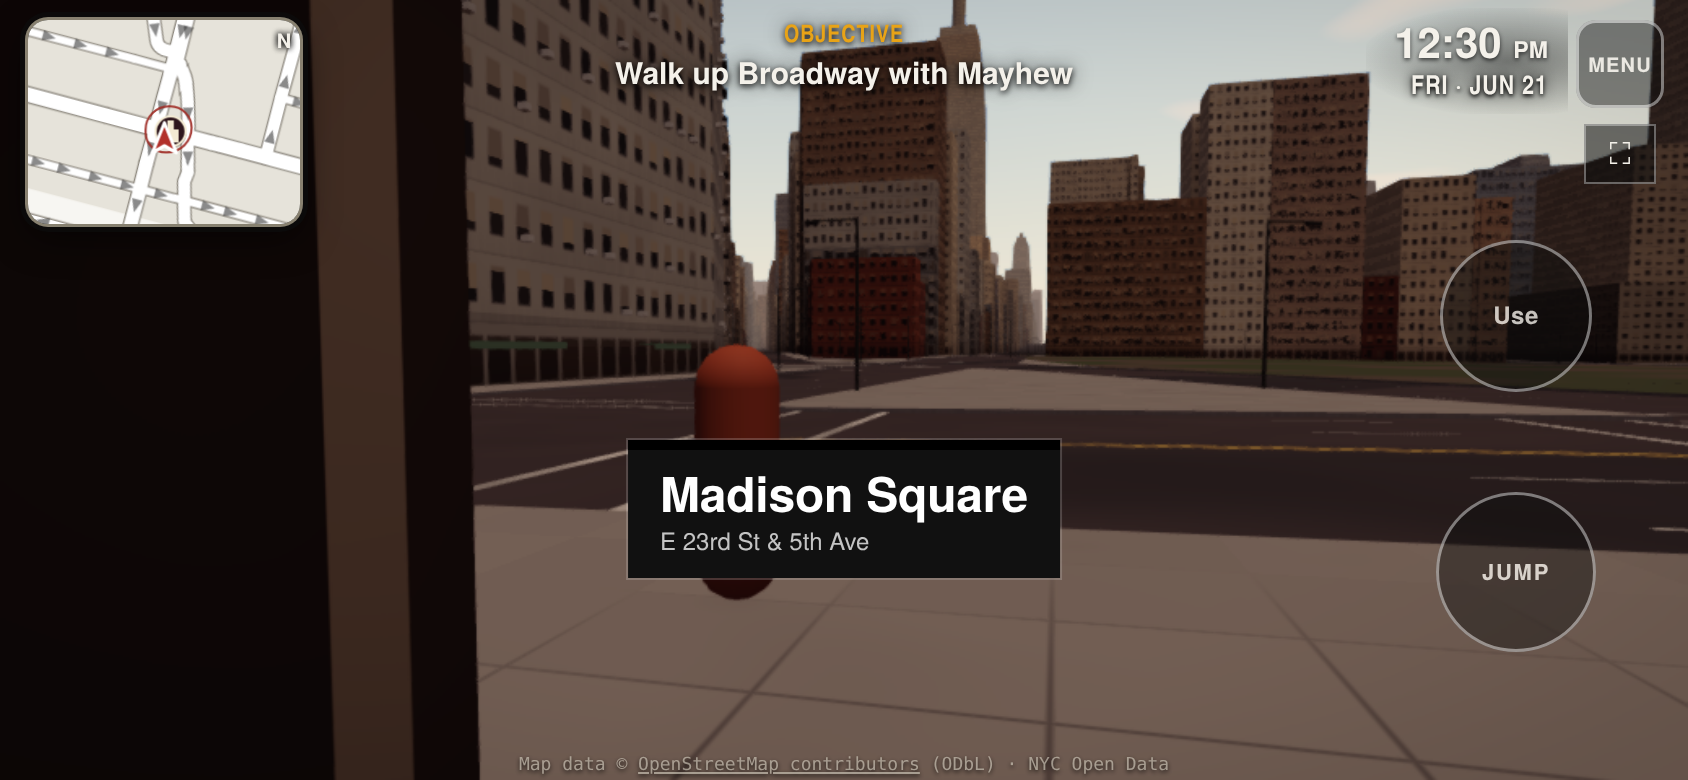 N
OBJECTIVE
Walk up Broadway with Mayhew
12:30 PM
FRI · JUN 21
MENU
Use
Madison Square
E 23rd St & 5th Ave
JUMP
Map data © OpenStreetMap contributors (ODbL) · NYC Open Data